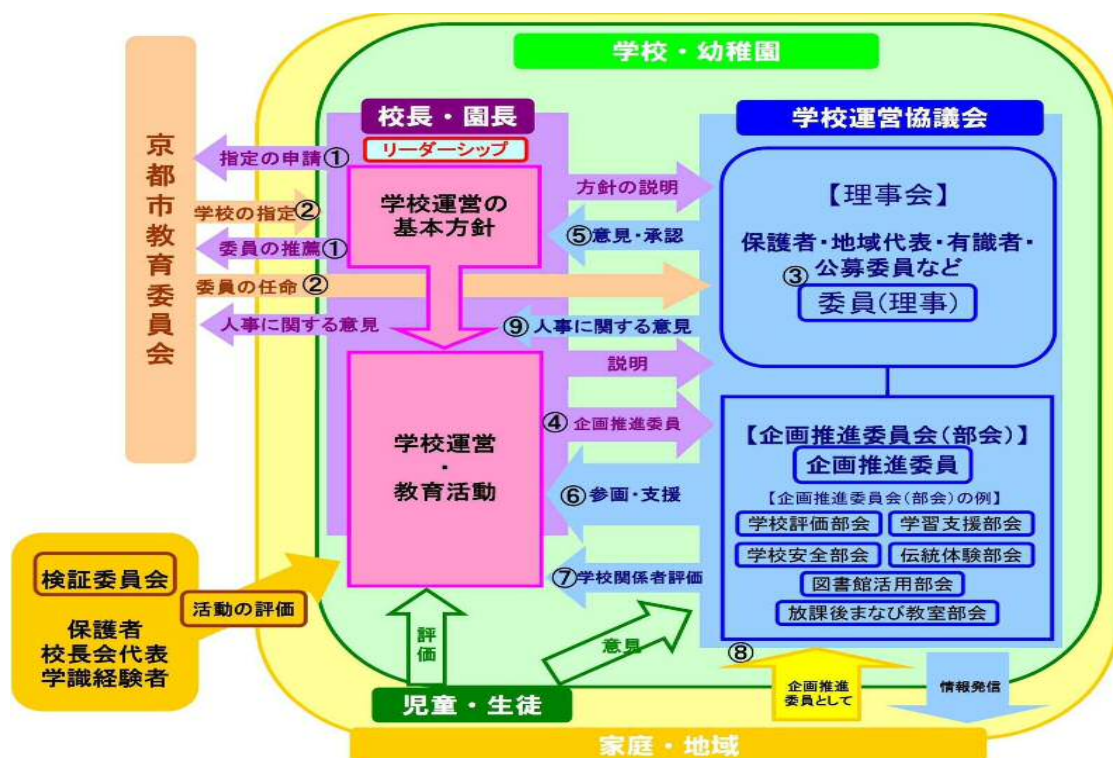 学校・幼稚園
京都市教育委員会
校長・園長
リーダーシップ
学校運営の
基本方針
指定の申請①
学校の指定②
委員の推薦①
委員の任命②
人事に関する意見
方針の説明
⑤意見・承認
⑨人事に関する意見
説明
④企画推進委員
⑥参画・支援
⑦学校関係者評価
学校運営
・
教育活動
学校運営協議会
【理事会】
保護者・地域代表・有識者・
公募委員など
③
委員(理事)
【企画推進委員会(部会)】
企画推進委員
【企画推進委員会(部会)の例】
学校評価部会 学習支援部会
学校安全部会 伝統体験部会
図書館活用部会
放課後まなび教室部会
検証委員会
保護者
校長会代表
学識経験者
活動の評価
評価
意見
児童・生徒
⑧
企画推進
委員として
情報発信
家庭・地域